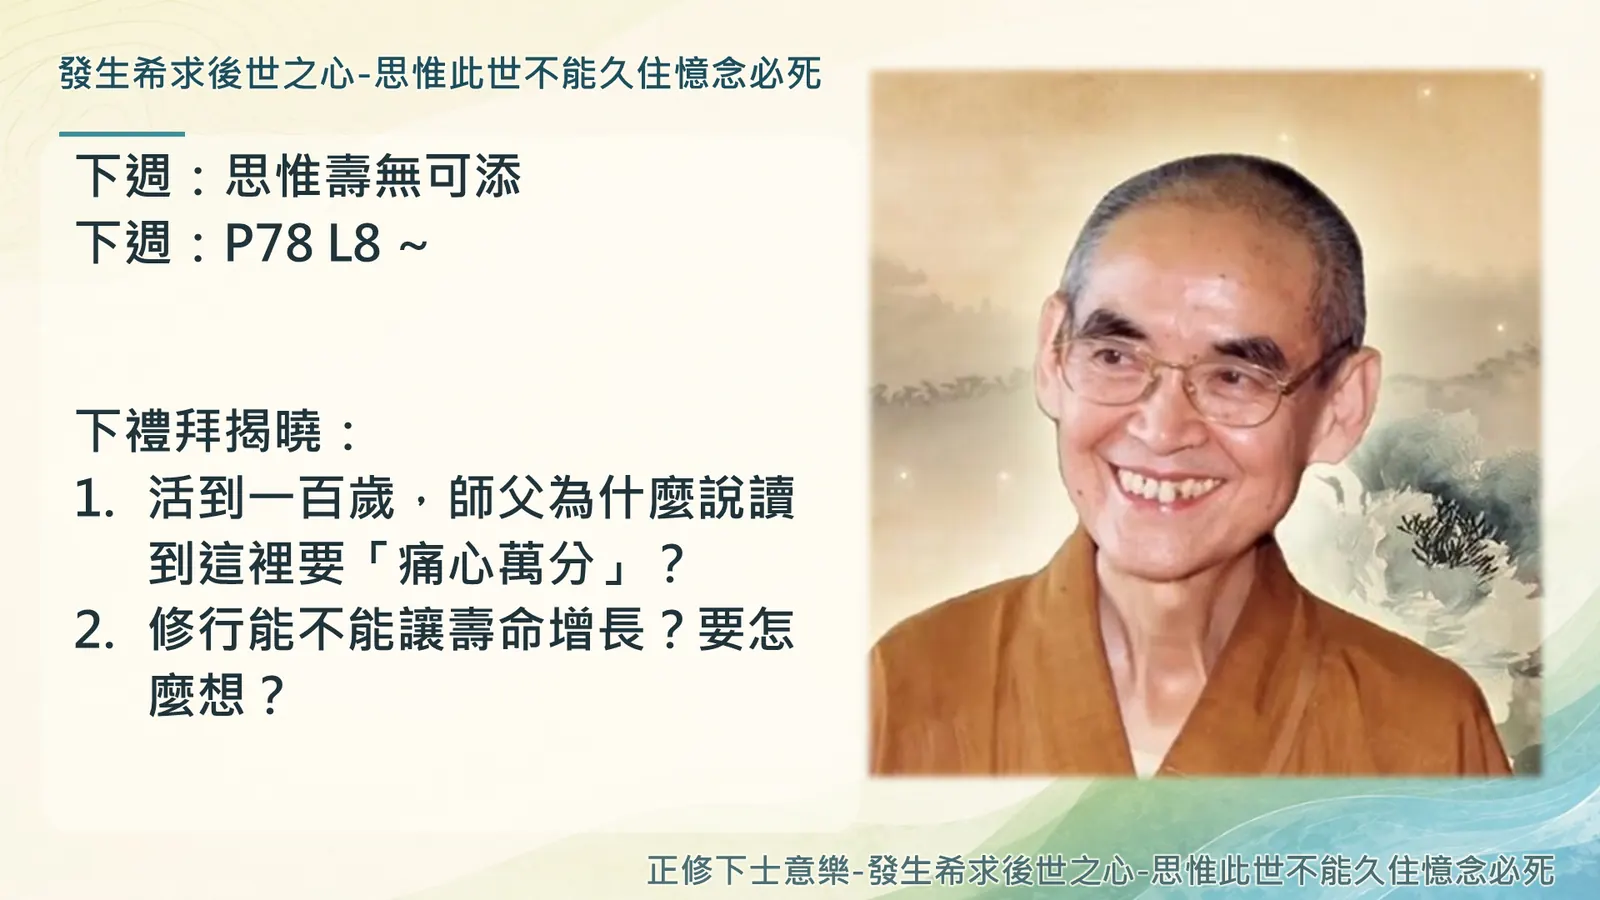 發生希求後世之心-思惟此世不能久住憶念必死
下週：思惟壽無可添
下週：P78 L8 ~
下禮拜揭曉：
1. 活到一百歲，師父為什麼說讀
到這裡要「痛心萬分」？
2. 修行能不能讓壽命增長？要怎
麼想？
正修下士意樂-發生希求後世之心-思惟此世不能久住憶念必死